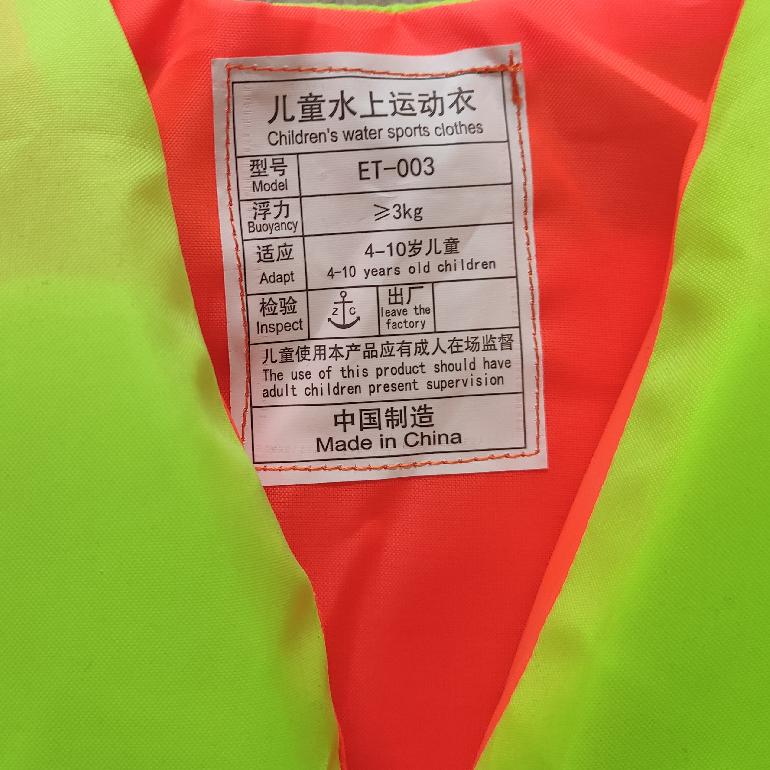 儿童水上运动衣
Children's water sports clothes
型号
Model
ET-003
浮力
Buoyancy
≥3kg
适应
Adapt
4-10岁儿童
4-10 years old children
检验
Inspect
Z C
出厂
leave the
factory
儿童使用本产品应有成人在场监督
The use of this product should have
adult children present supervision
中国制造
Made in China